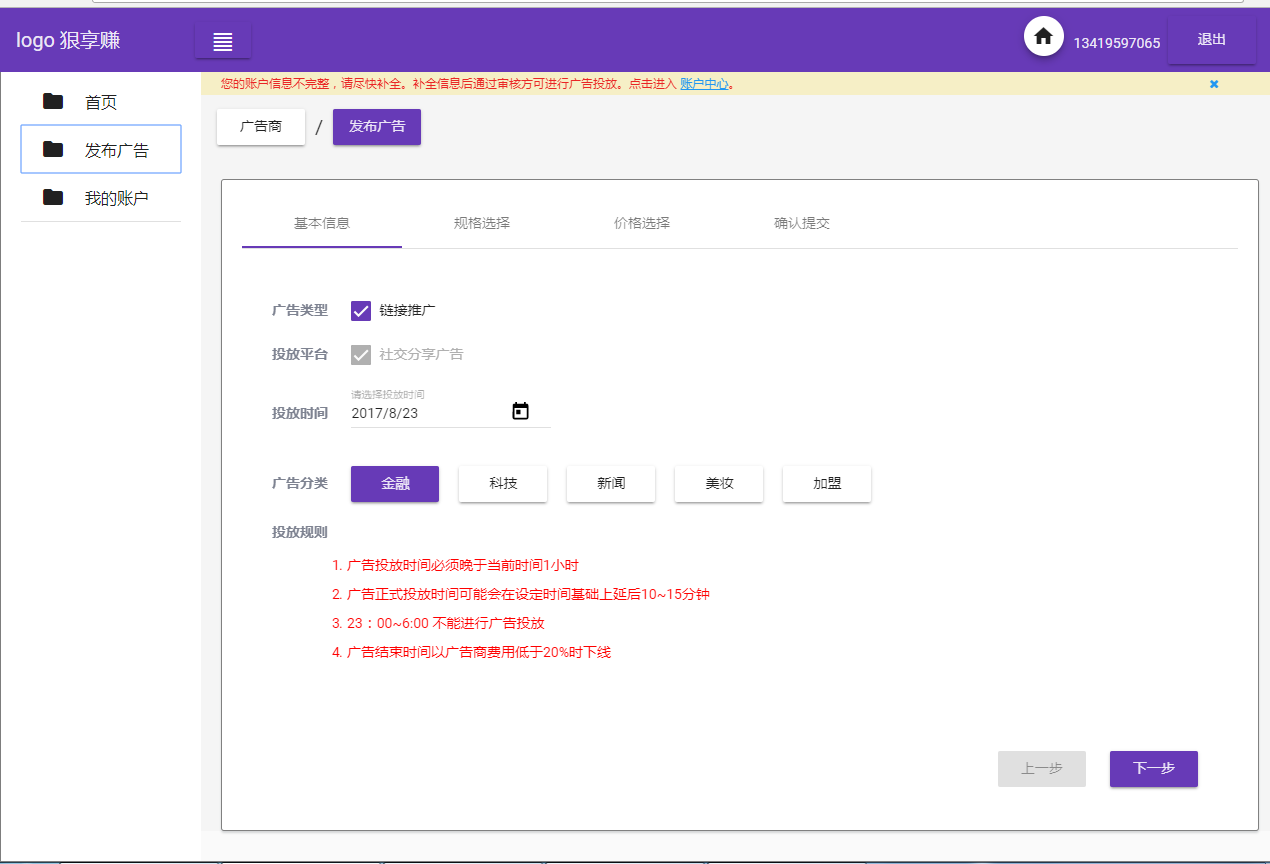 logo 狠享赚
13419597065
退出
您的账户信息不完整，请尽快补全。补全信息后通过审核方可进行广告投放。点击进入 账户中心。
首页
发布广告
我的账户
广告商 / 发布广告
基本信息 规格选择 价格选择 确认提交
广告类型 链接推广
投放平台 社交分享广告
请选择投放时间
投放时间 2017/8/23
广告分类 金融 科技 新闻 美妆 加盟
投放规则
1. 广告投放时间必须晚于当前时间1小时
2. 广告正式投放时间可能会在设定时间基础上延后10~15分钟
3. 23：00~6:00 不能进行广告投放
4. 广告结束时间以广告商费用低于20%时下线
上一步 下一步